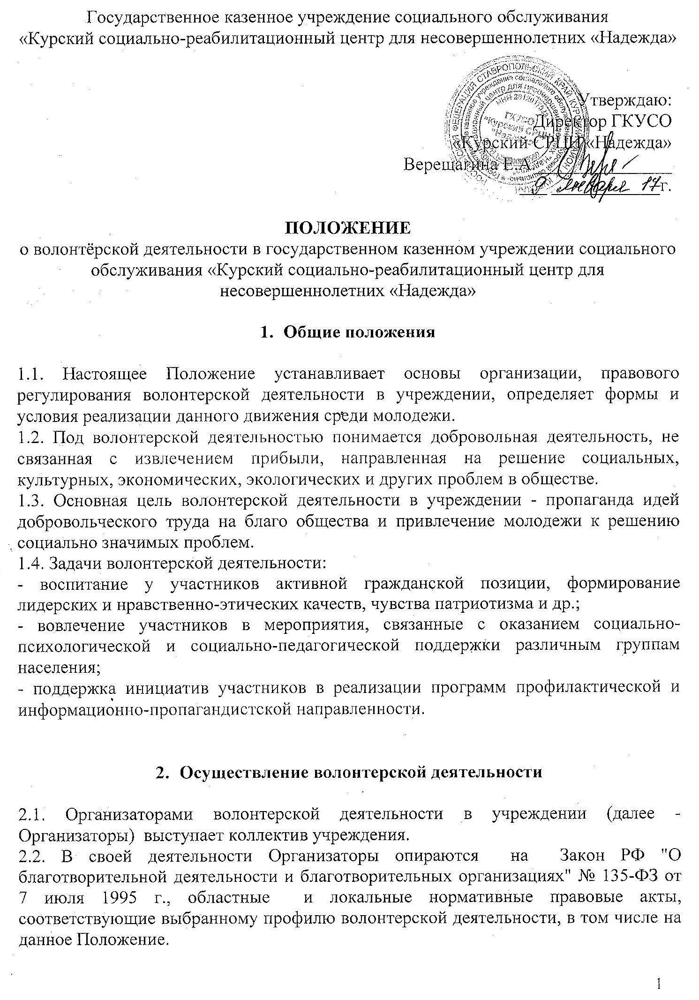 Государственное казенное учреждение социального обслуживания
«Курский социально-реабилитационный центр для несовершеннолетних «Надежда»
Утверждаю:
Директор ГКУСО
«Курский СРЦН «Надежда»
Верещагина Е.А.
9 января 17г.
ПОЛОЖЕНИЕ
о волонтёрской деятельности в государственном казенном учреждении социального
обслуживания «Курский социально-реабилитационный центр для
несовершеннолетних «Надежда»
1. Общие положения
1.1. Настоящее Положение устанавливает основы организации, правового
регулирования волонтерской деятельности в учреждении, определяет формы и
условия реализации данного движения среди молодежи.
1.2. Под волонтерской деятельностью понимается добровольная деятельность, не
связанная с извлечением прибыли, направленная на решение социальных,
культурных, экономических, экологических и других проблем в обществе.
1.3. Основная цель волонтерской деятельности в учреждении - пропаганда идей
добровольческого труда на благо общества и привлечение молодежи к решению
социально значимых проблем.
1.4. Задачи волонтерской деятельности:
- воспитание у участников активной гражданской позиции, формирование
лидерских и нравственно-этических качеств, чувства патриотизма и др.;
- вовлечение участников в мероприятия, связанные с оказанием социально-
психологической и социально-педагогической поддержки различным группам
населения;
- поддержка инициатив участников в реализации программ профилактической и
информационно-пропагандистской направленности.
2. Осуществление волонтерской деятельности
2.1. Организаторами волонтерской деятельности в учреждении (далее -
Организаторы) выступает коллектив учреждения.
2.2. В своей деятельности Организаторы опираются на Закон РФ "О
благотворительной деятельности и благотворительных организациях" № 135-ФЗ от
7 июля 1995 г., областные и локальные нормативные правовые акты,
соответствующие выбранному профилю волонтерской деятельности, в том числе на
данное Положение.
1